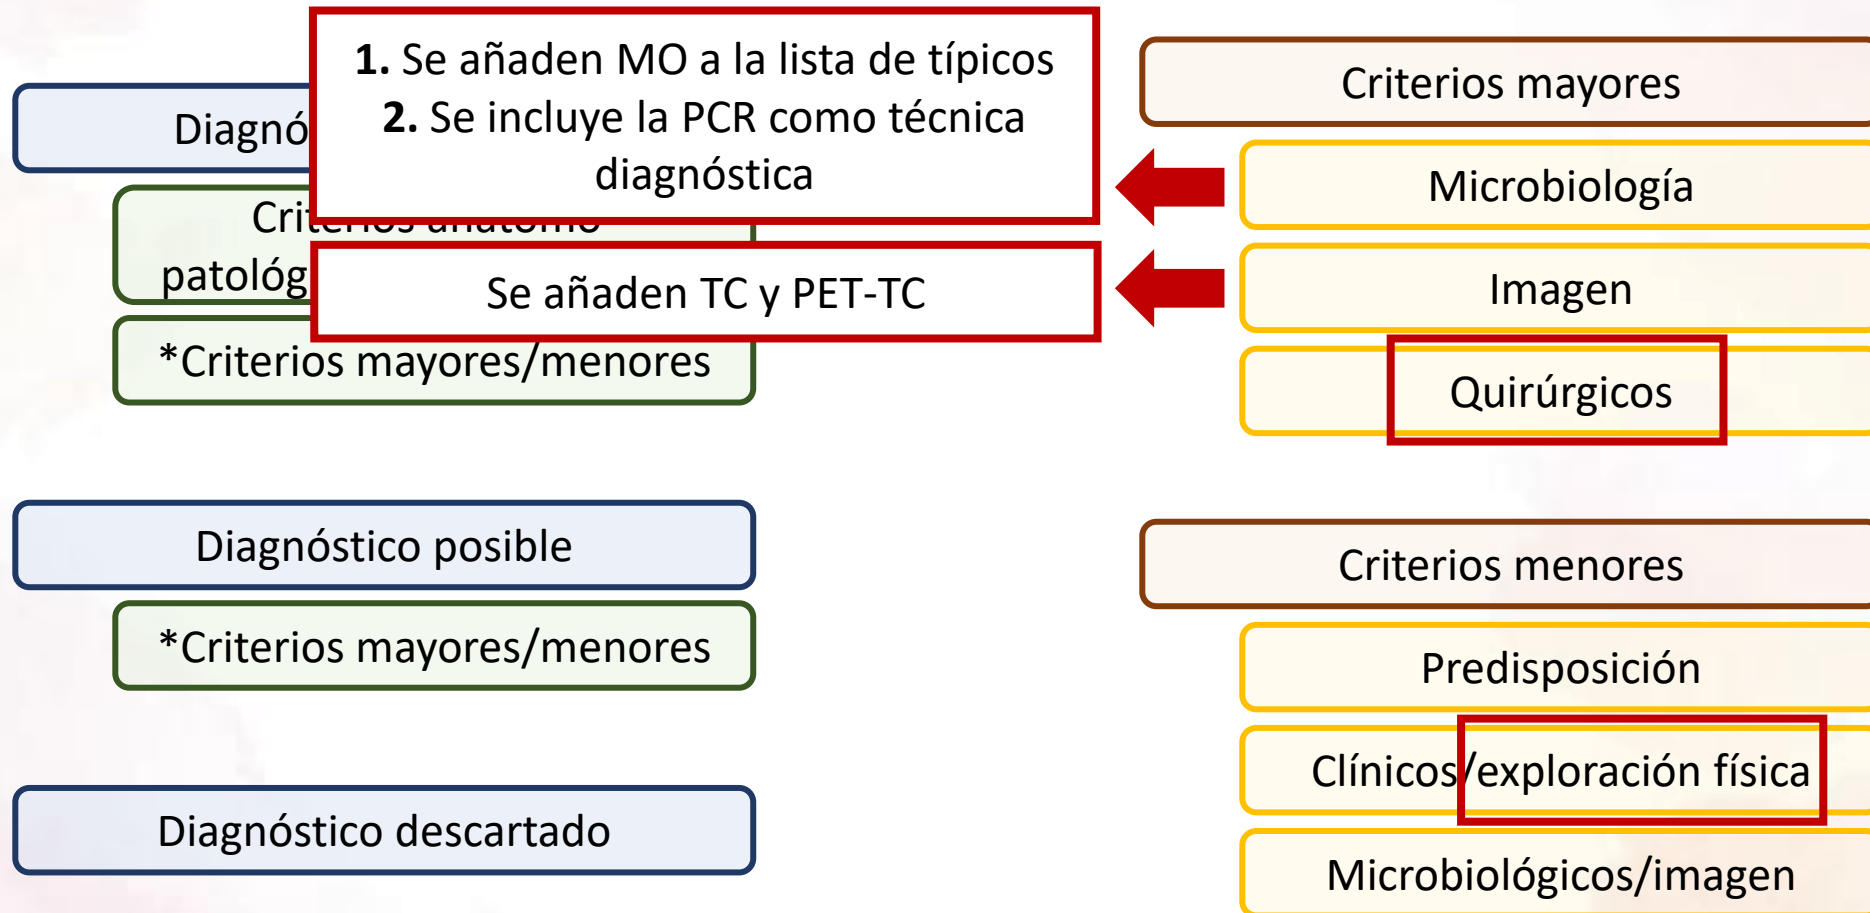 1. Se añaden MO a la lista de típicos
2. Se incluye la PCR como técnica
diagnóstica
Se añaden TC y PET-TC
Diagnó
Criterios anatomo
patológ
*Criterios mayores/menores
Diagnóstico posible
*Criterios mayores/menores
Diagnóstico descartado
Criterios mayores
Microbiología
Imagen
Quirúrgicos
Criterios menores
Predisposición
Clínicos/exploración física
Microbiológicos/imagen